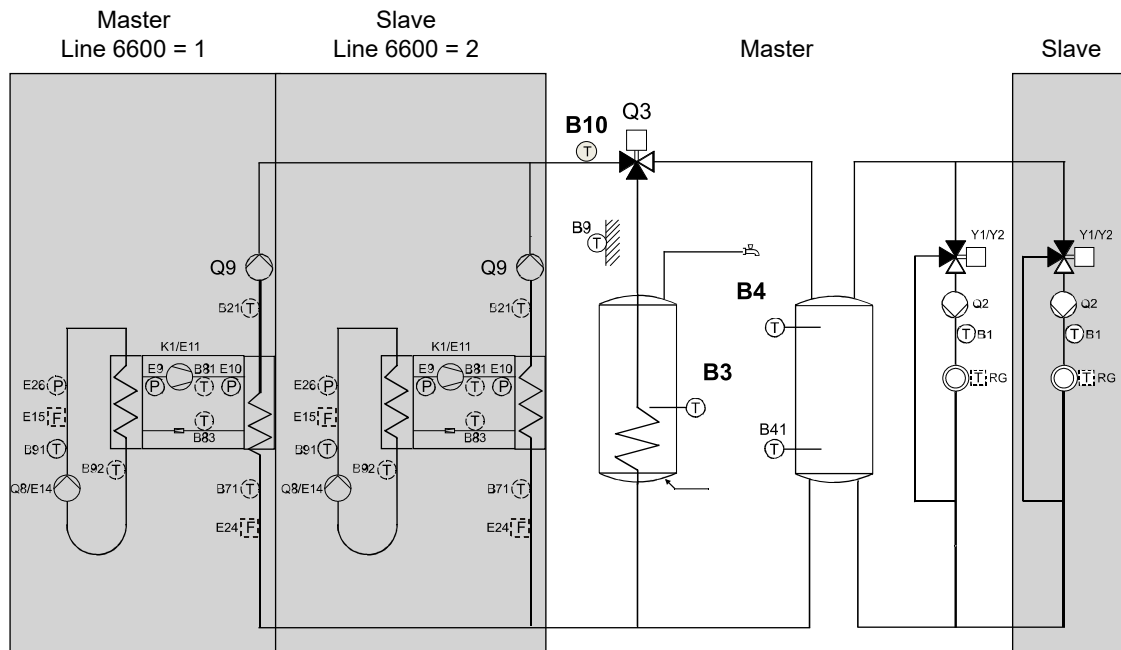 Master
Line 6600 = 1
Slave
Line 6600 = 2
Master
Slave
Q3
B10
T
B9
T
Y1/Y2
Y1/Y2
Q9
Q9
B4
B21 T
B21 T
Q2
Q2
T
T B1
T B1
K1/E11
K1/E11
E9 B81 E10
E9 B81 E10
P T P
P T P
B3
E26 P
E26 P
T RG
T RG
T
E15 F
E15 F
T
T
B83
B83
B41
T
B91 T
B91 T
B92 T
B92 T
Q8/E14
Q8/E14
B71 T
B71 T
E24 F
E24 F